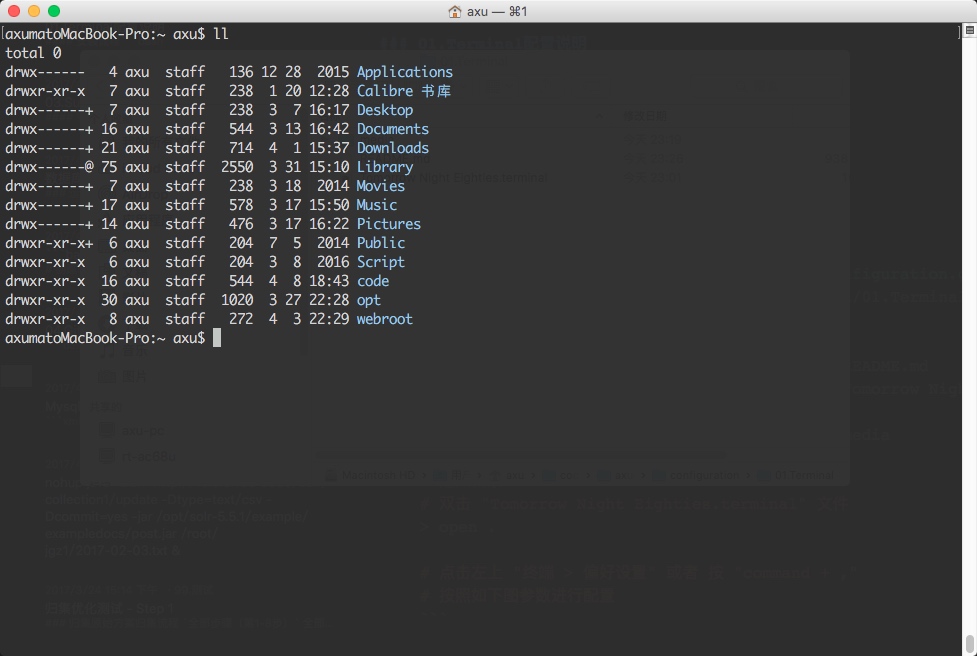 axu — ⌘1
[axumatoMacBook-Pro:~ axu$ ll ]
total 0
drwx------   4 axu  staff   136 12 28  2015 Applications
drwxr-xr-x   7 axu  staff   238  1 20 12:28 Calibre 书库
drwx------+  7 axu  staff   238  3  7 16:17 Desktop
drwx------+ 16 axu  staff   544  3 13 16:42 Documents
drwx------+ 21 axu  staff   714  4  1 15:37 Downloads
drwx------@ 75 axu  staff  2550  3 31 15:10 Library
drwx------+  7 axu  staff   238  3 18  2014 Movies
drwx------+ 17 axu  staff   578  3 17 15:50 Music
drwx------+ 14 axu  staff   476  3 17 16:22 Pictures
drwxr-xr-x+  6 axu  staff   204  7  5  2014 Public
drwxr-xr-x   6 axu  staff   204  3  8  2016 Script
drwxr-xr-x  16 axu  staff   544  4  8 18:43 code
drwxr-xr-x  30 axu  staff  1020  3 27 22:28 opt
drwxr-xr-x   8 axu  staff   272  4  3 22:29 webroot
axumatoMacBook-Pro:~ axu$